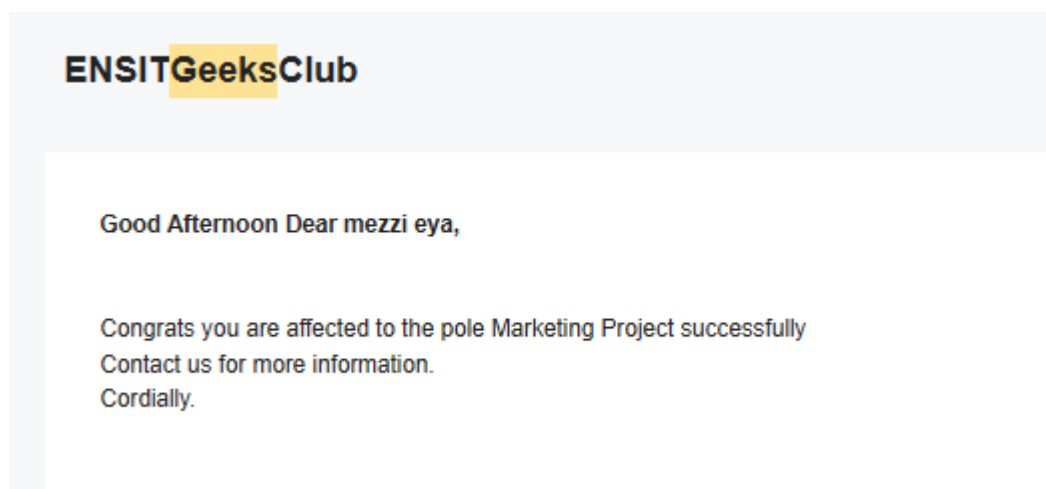 ENSITGeeksClub
Good Afternoon Dear mezzi eya,
Congrats you are affected to the pole Marketing Project successfully
Contact us for more information.
Cordially.